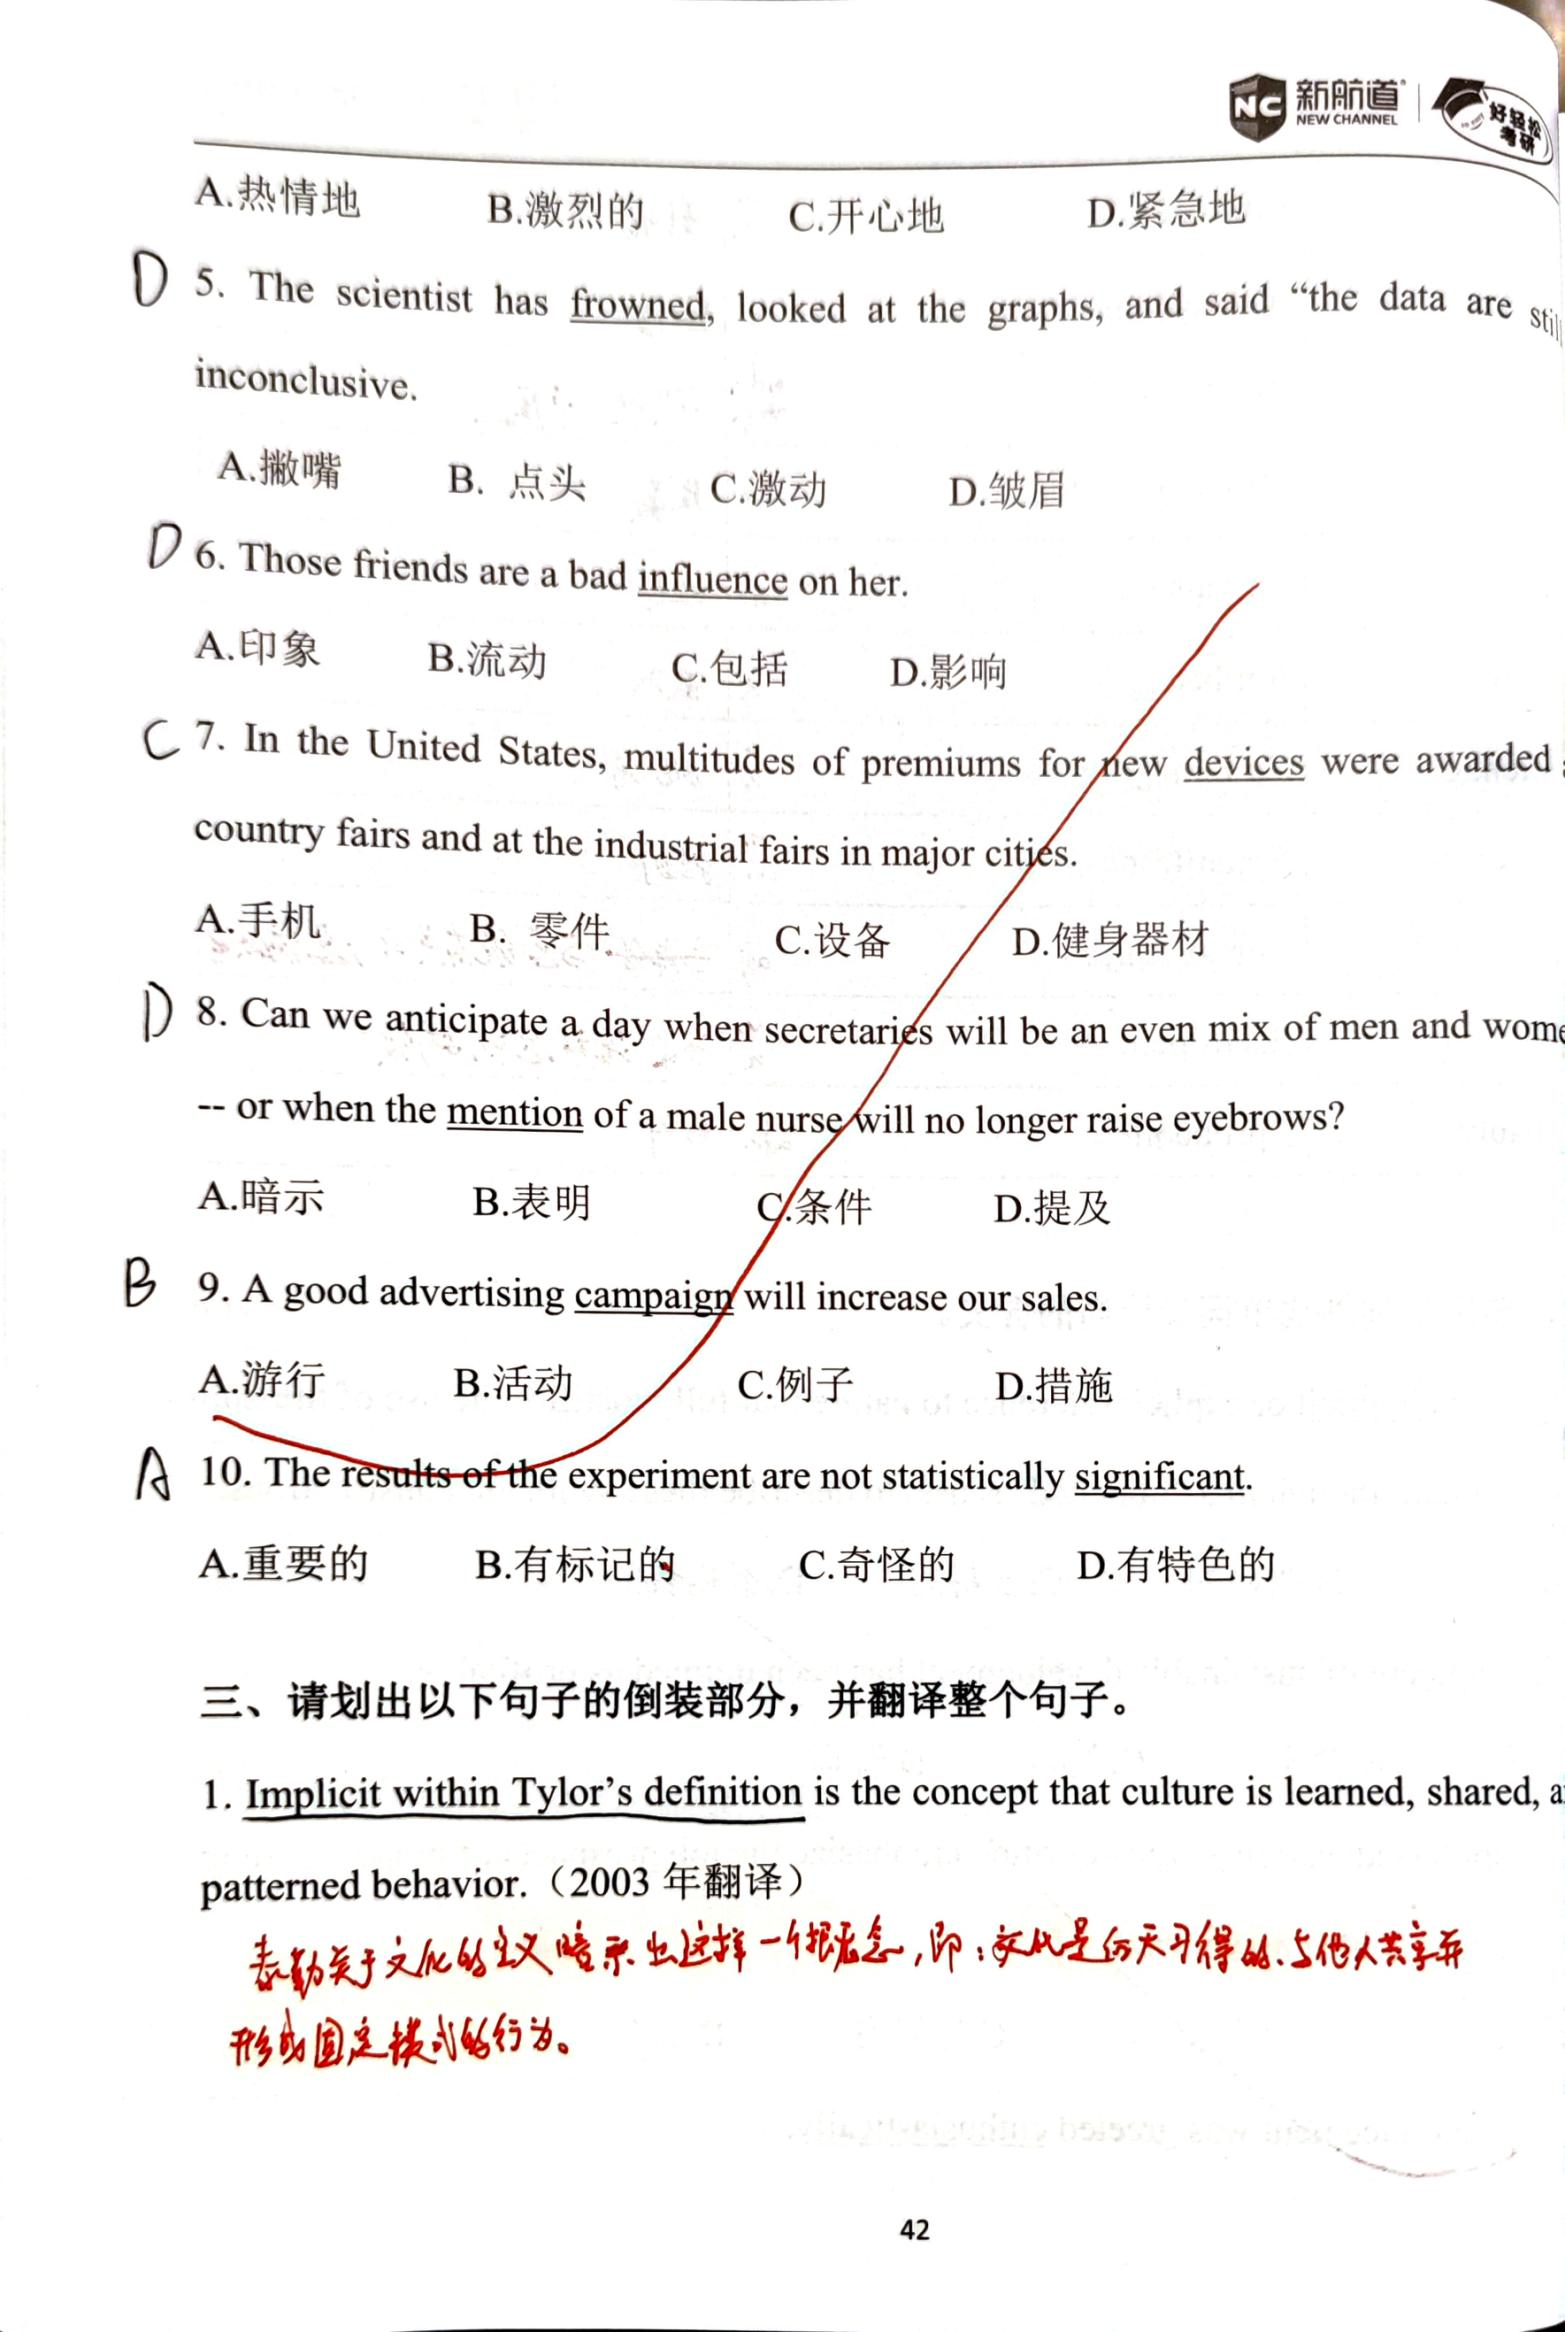 NC 新航道 NEW CHANNEL 好轻松考研
A.热情地 B.激烈的 C.开心地 D.紧急地
D 5. The scientist has frowned, looked at the graphs, and said “the data are still
inconclusive.
A.撇嘴 B. 点头 C.激动 D.皱眉
D 6. Those friends are a bad influence on her.
A.印象 B.流动 C.包括 D.影响
C 7. In the United States, multitudes of premiums for new devices were awarded
country fairs and at the industrial fairs in major cities.
A.手机 B. 零件 C.设备 D.健身器材
D 8. Can we anticipate a day when secretaries will be an even mix of men and wome
-- or when the mention of a male nurse will no longer raise eyebrows?
A.暗示 B.表明 C.条件 D.提及
B 9. A good advertising campaign will increase our sales.
A.游行 B.活动 C.例子 D.措施
A 10. The results of the experiment are not statistically significant.
A.重要的 B.有标记的 C.奇怪的 D.有特色的
三、请划出以下句子的倒装部分，并翻译整个句子。
1. Implicit within Tylor’s definition is the concept that culture is learned, shared, a
patterned behavior.（2003 年翻译）
泰勒关于文化的定义暗示出这样一个概念，即：文化是后天习得的、与他人共享并
形成固定模式的行为。
42